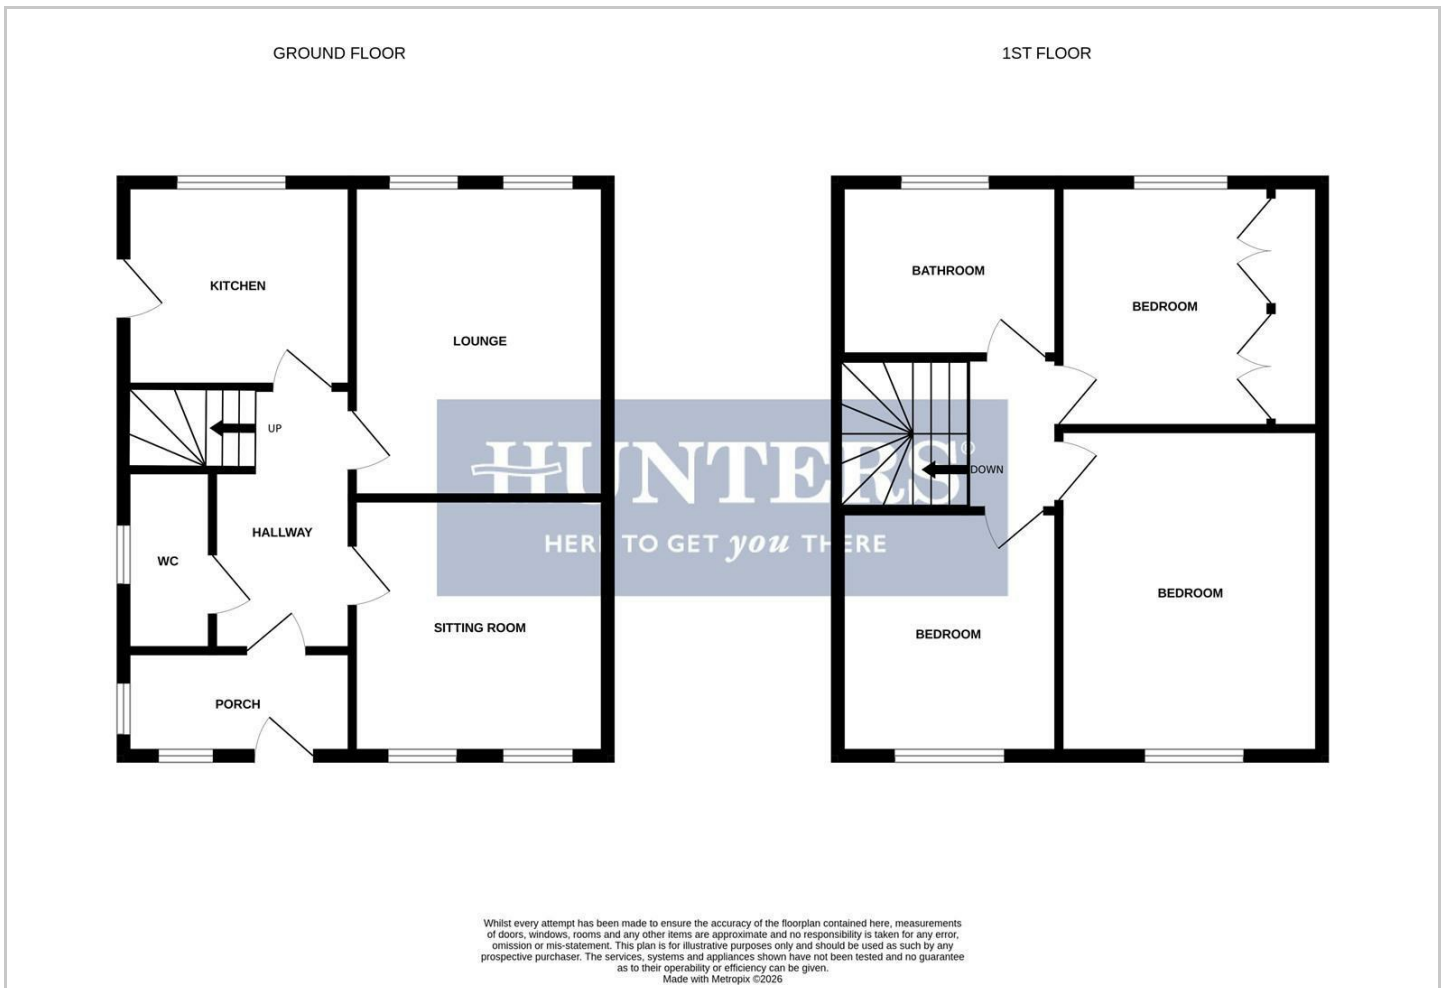 GROUND FLOOR
1ST FLOOR
KITCHEN
LOUNGE
UP
HALLWAY
WC
SITTING ROOM
PORCH
BATHROOM
BEDROOM
DOWN
BEDROOM
BEDROOM
HUNTERS®
HERE TO GET you THERE
Whilst every attempt has been made to ensure the accuracy of the floorplan contained here, measurements
of doors, windows, rooms and any other items are approximate and no responsibility is taken for any error,
omission or mis-statement. This plan is for illustrative purposes only and should be used as such by any
prospective purchaser. The services, systems and appliances shown have not been tested and no guarantee
as to their operability or efficiency can be given.
Made with Metropix ©2026